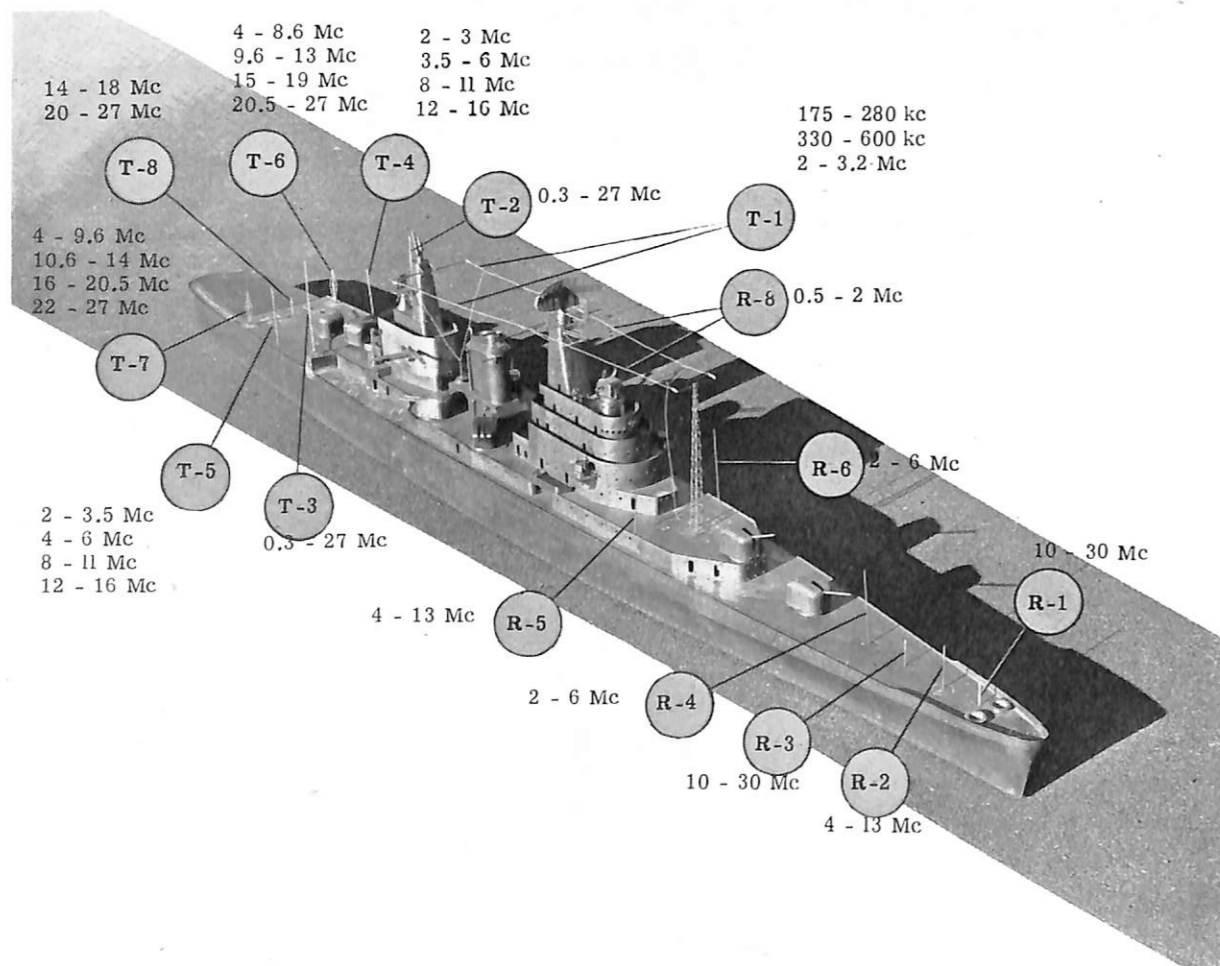 4 - 8.6 Mc
9.6 - 13 Mc
15 - 19 Mc
20.5 - 27 Mc
2 - 3 Mc
3.5 - 6 Mc
8 - 11 Mc
12 - 16 Mc
14 - 18 Mc
20 - 27 Mc
175 - 280 kc
330 - 600 kc
2 - 3.2 Mc
T-8
T-6
T-4
T-2 0.3 - 27 Mc
T-1
4 - 9.6 Mc
10.6 - 14 Mc
16 - 20.5 Mc
22 - 27 Mc
R-8 0.5 - 2 Mc
T-7
T-5
T-3
0.3 - 27 Mc
R-6 2 - 6 Mc
2 - 3.5 Mc
4 - 6 Mc
8 - 11 Mc
12 - 16 Mc
10 - 30 Mc
R-1
4 - 13 Mc R-5
2 - 6 Mc R-4
R-3
10 - 30 Mc
R-2
4 - 13 Mc